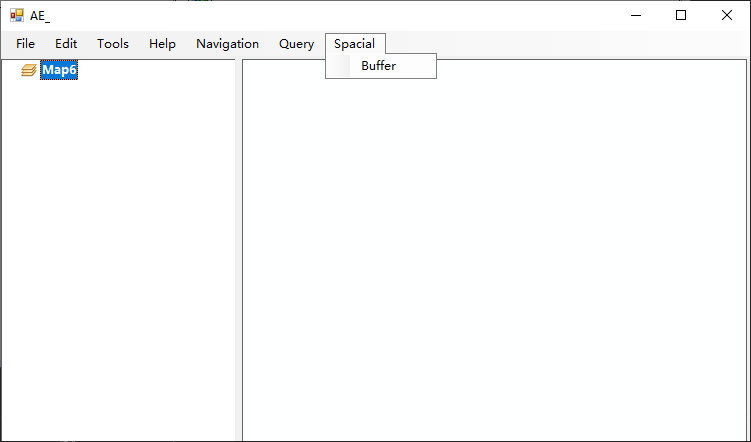 AE_
File Edit Tools Help Navigation Query Spacial
Buffer
Map6